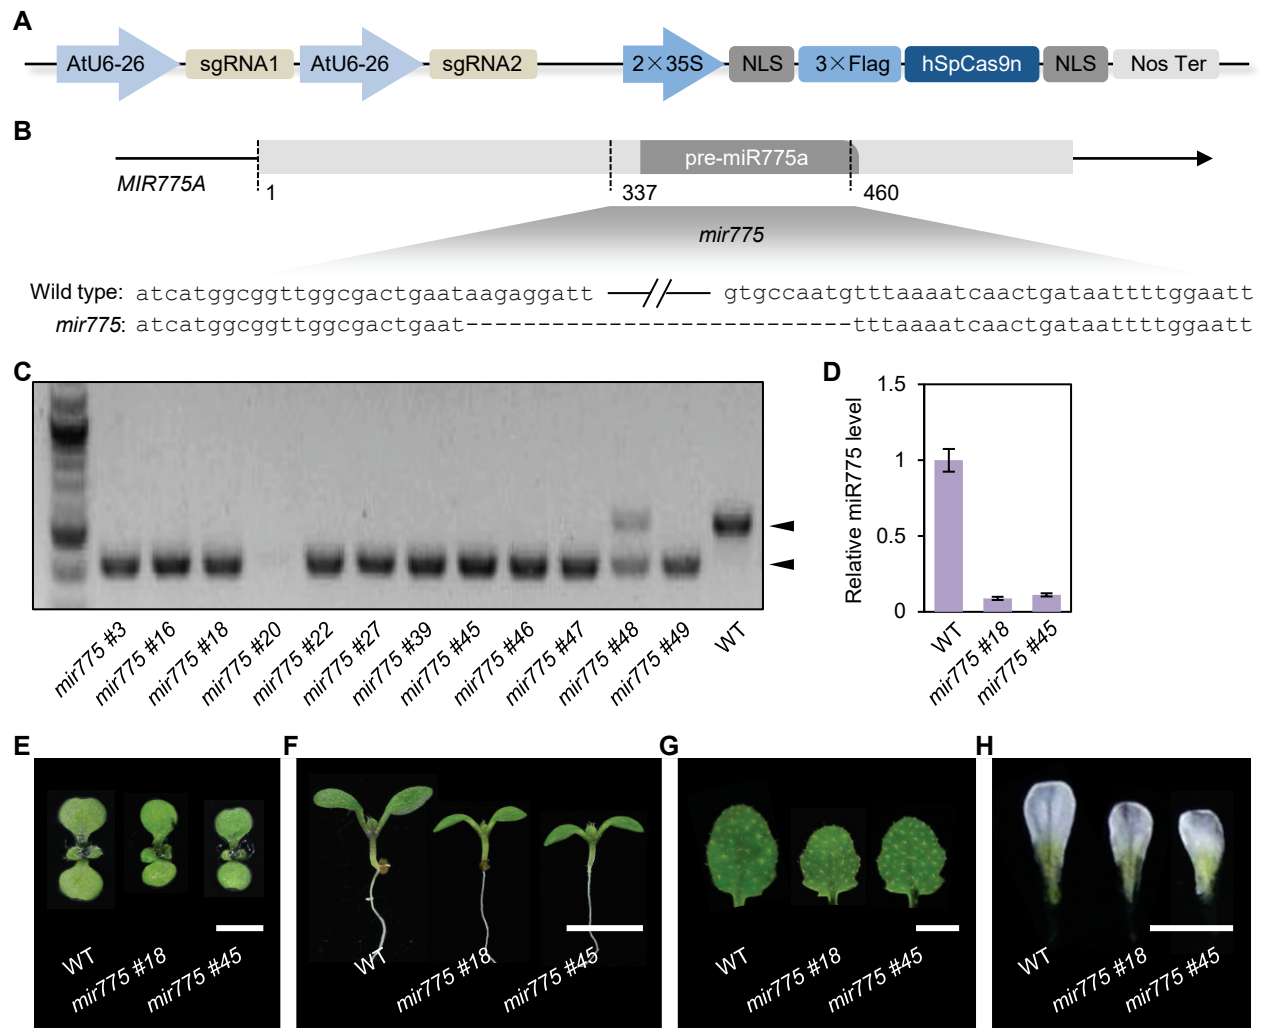 A
AtU6-26 sgRNA1 AtU6-26 sgRNA2 2×35S NLS 3×Flag hSpCas9n NLS Nos Ter
B
pre-miR775a
MIR775A
1 337 460
mir775
Wild type: atcatggcggttggcgactgaataagaggatt gtgccaatgtttaaaatcaactgataattttggaatt
mir775: atcatggcggttggcgactgaat---------------------------tttaaaatcaactgataattttggaatt
C
mir775 #3
mir775 #16
mir775 #18
mir775 #20
mir775 #22
mir775 #27
mir775 #39
mir775 #45
mir775 #46
mir775 #47
mir775 #48
mir775 #49
WT
D
Relative miR775 level
1.5
1
0.5
0
WT
mir775 #18
mir775 #45
E
WT
mir775 #18
mir775 #45
F
WT
mir775 #18
mir775 #45
G
WT
mir775 #18
mir775 #45
H
WT
mir775 #18
mir775 #45